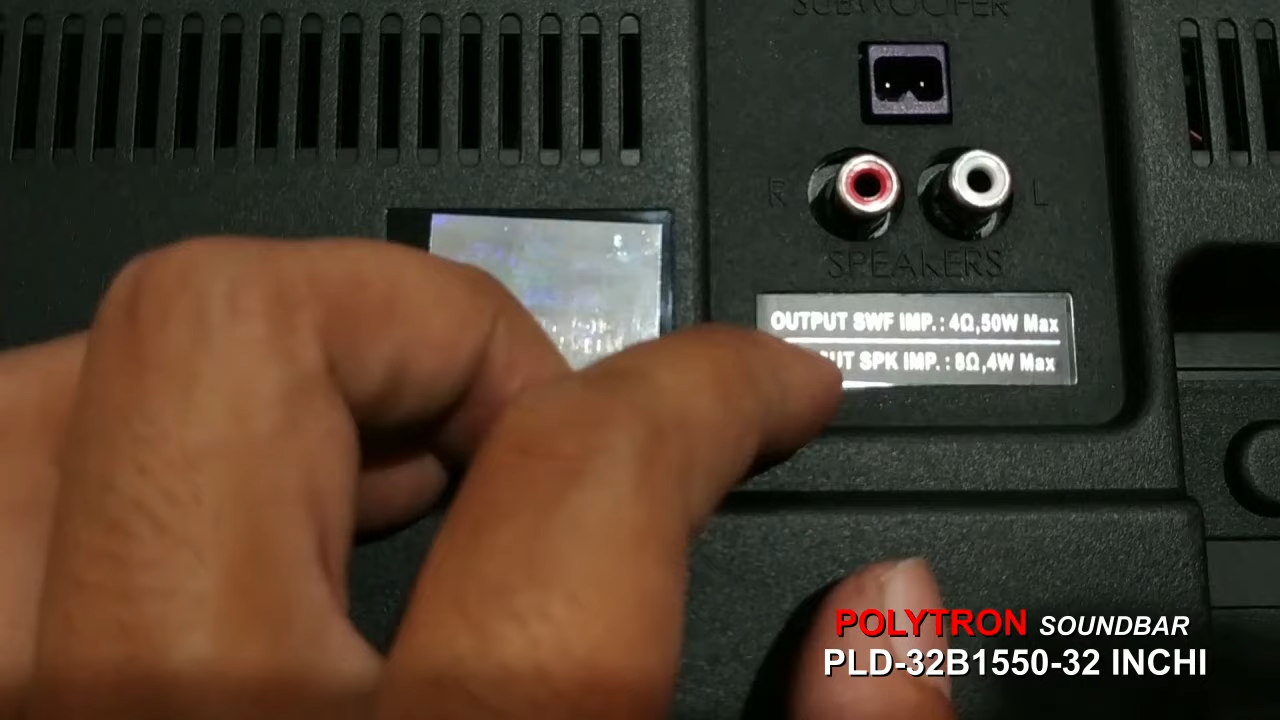 SUBWOOFER
R L
SPEAKERS
OUTPUT SWF IMP.: 4Ω,50W Max
UT SPK IMP. : 8Ω,4W Max
POLYTRON SOUNDBAR
PLD-32B1550-32 INCHI